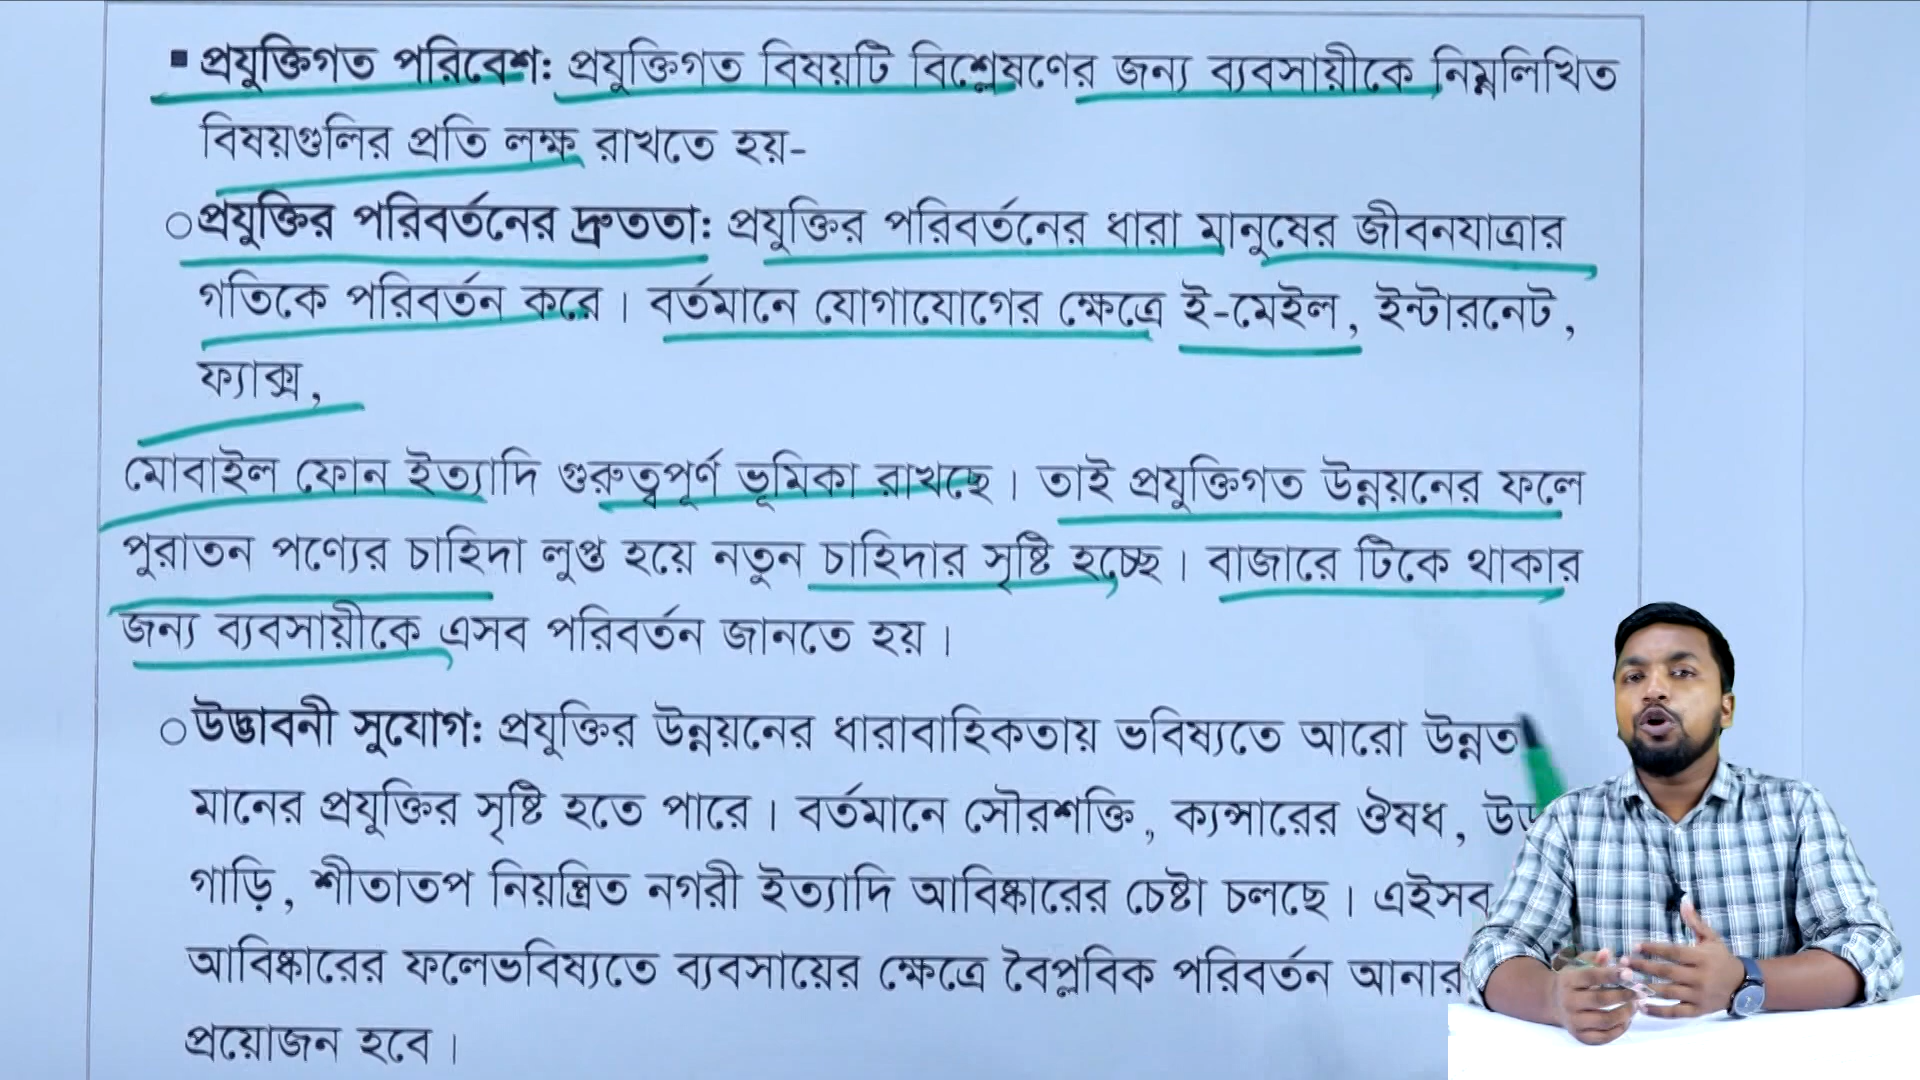 ▪ প্রযুক্তিগত পরিবেশ: প্রযুক্তিগত বিষয়টি বিশ্লেষণের জন্য ব্যবসায়ীকে নিম্নলিখিত
বিষয়গুলির প্রতি লক্ষ রাখতে হয়-
○ প্রযুক্তির পরিবর্তনের দ্রুততা: প্রযুক্তির পরিবর্তনের ধারা মানুষের জীবনযাত্রার
গতিকে পরিবর্তন করে। বর্তমানে যোগাযোগের ক্ষেত্রে ই-মেইল, ইন্টারনেট,
ফ্যাক্স,
মোবাইল ফোন ইত্যাদি গুরুত্বপূর্ণ ভূমিকা রাখছে। তাই প্রযুক্তিগত উন্নয়নের ফলে
পুরাতন পণ্যের চাহিদা লুপ্ত হয়ে নতুন চাহিদার সৃষ্টি হচ্ছে। বাজারে টিকে থাকার
জন্য ব্যবসায়ীকে এসব পরিবর্তন জানতে হয়।
○ উদ্ভাবনী সুযোগ: প্রযুক্তির উন্নয়নের ধারাবাহিকতায় ভবিষ্যতে আরো উন্নত
মানের প্রযুক্তির সৃষ্টি হতে পারে। বর্তমানে সৌরশক্তি, ক্যন্সারের ঔষধ,
গাড়ি, শীতাতপ নিয়ন্ত্রিত নগরী ইত্যাদি আবিষ্কারের চেষ্টা চলছে। এইসব
আবিষ্কারের ফলেভবিষ্যতে ব্যবসায়ের ক্ষেত্রে বৈপ্লবিক পরিবর্তন আনার
প্রয়োজন হবে।